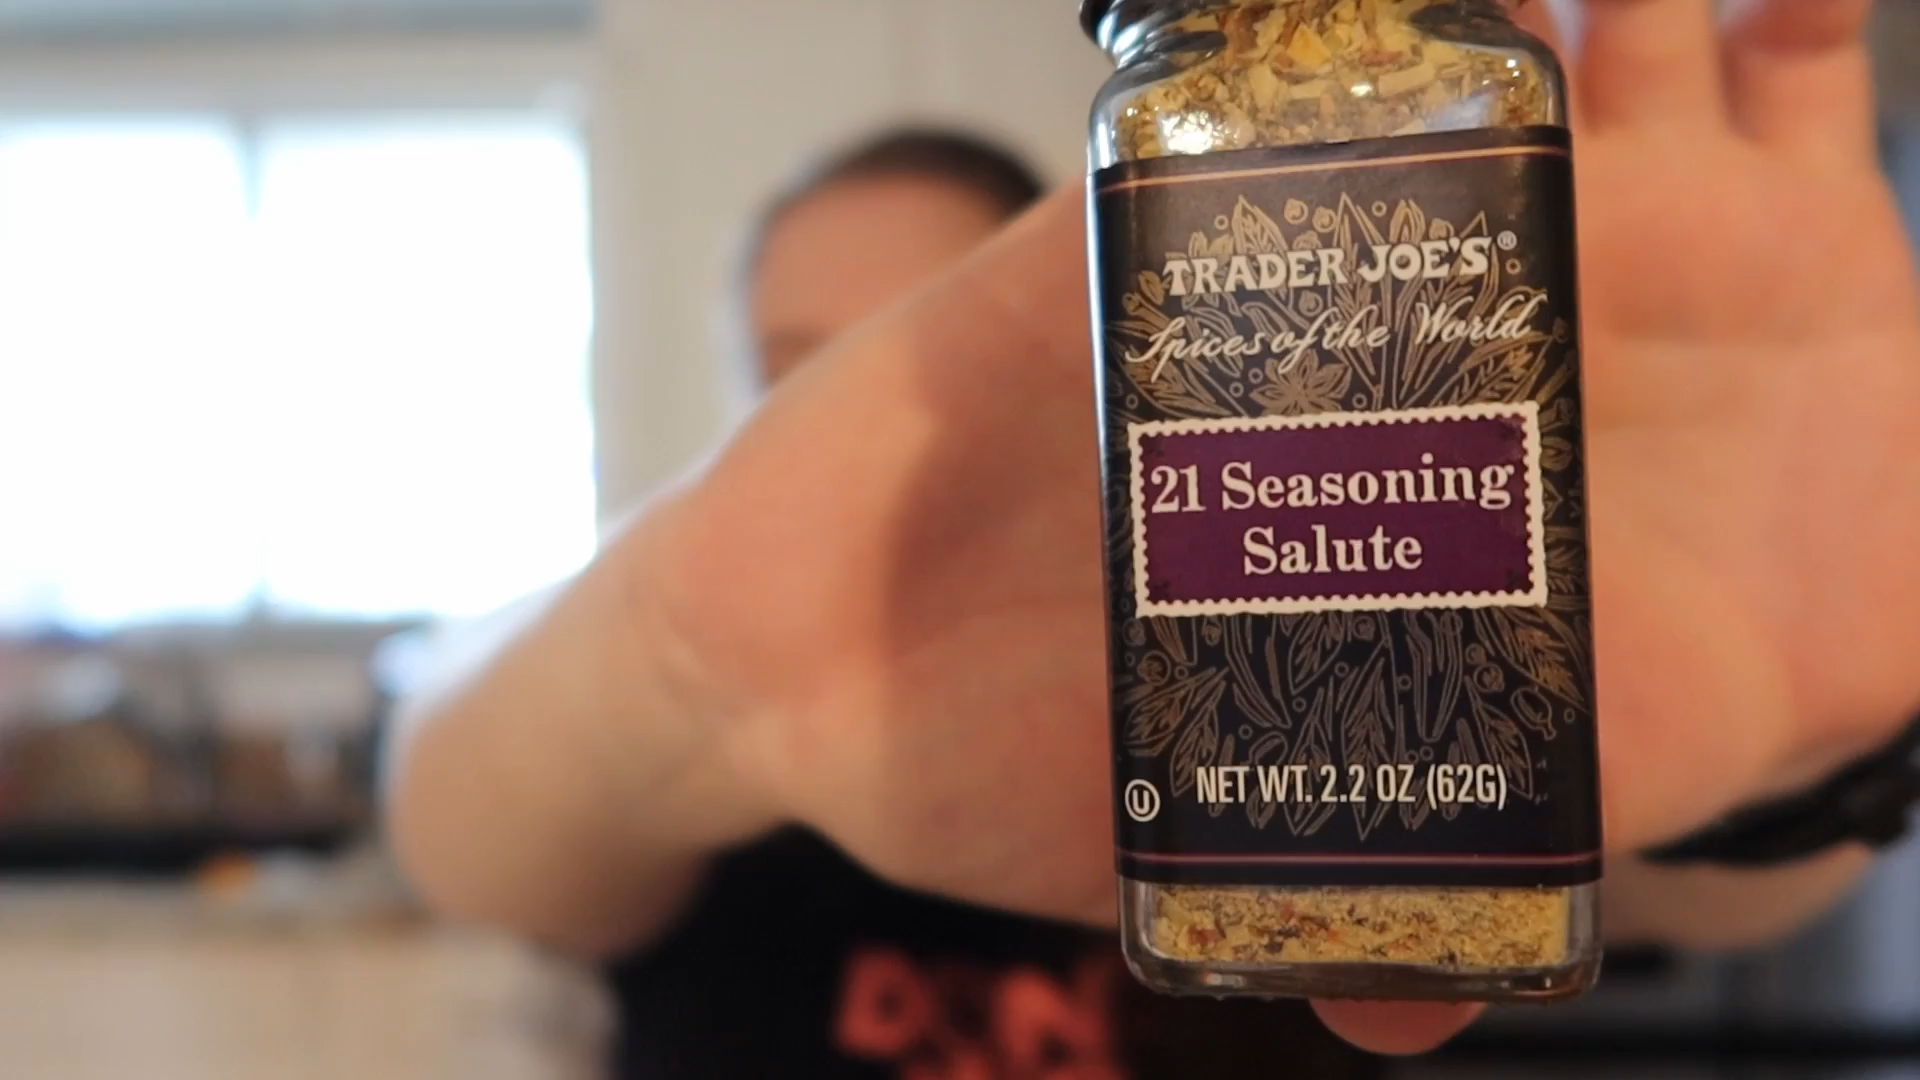 TRADER JOE'S®
Spices of the World
21 Seasoning
Salute
U
NET WT. 2.2 OZ (62G)